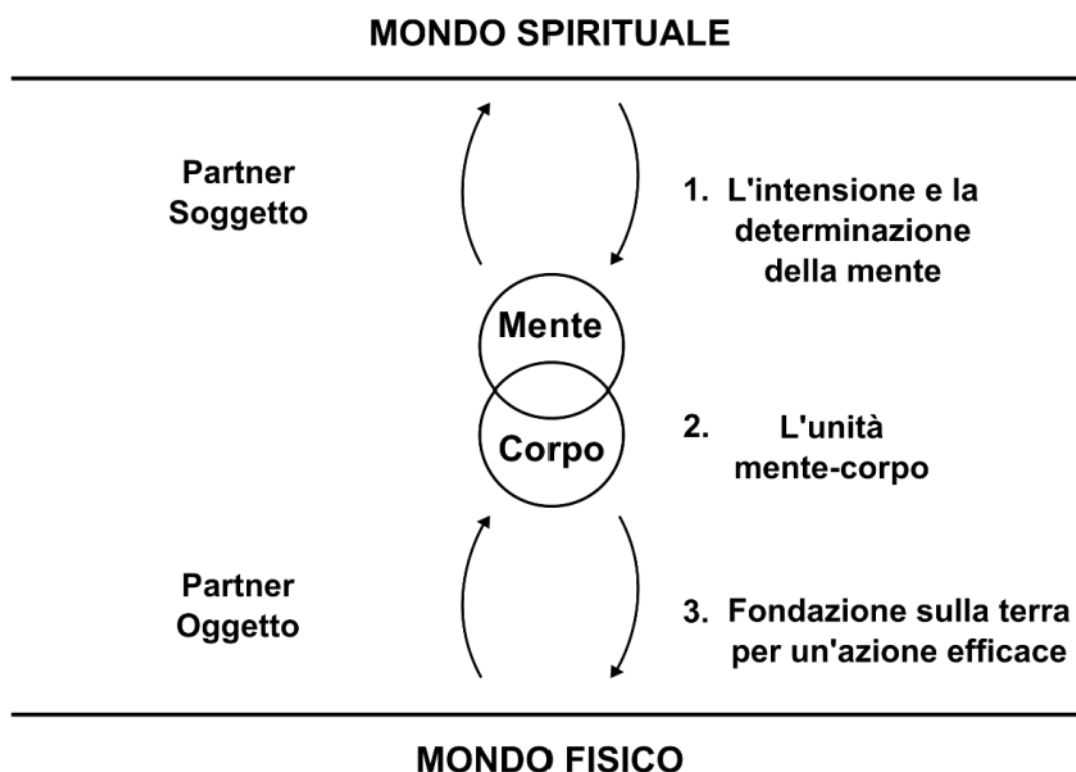 MONDO SPIRITUALE
Partner
Soggetto
1. L'intensione e la
determinazione
della mente
Mente
Corpo
2. L'unità
mente-corpo
Partner
Oggetto
3. Fondazione sulla terra
per un'azione efficace
MONDO FISICO